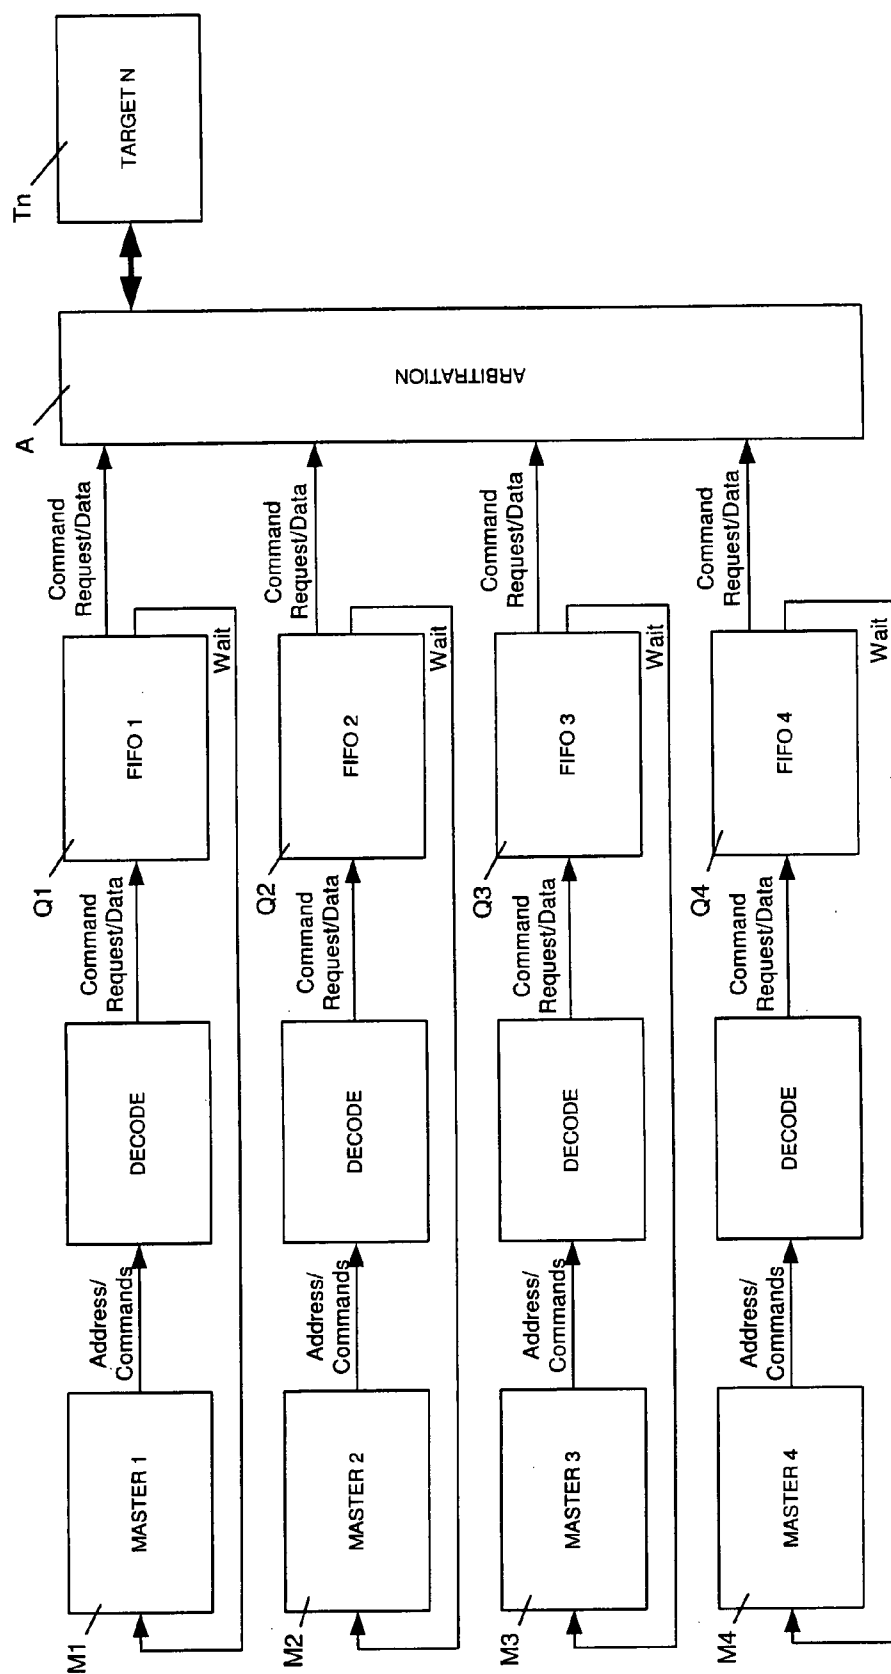 M1
MASTER 1
Address/
Commands
DECODE
Command
Request/Data
Q1
FIFO 1
Wait
Command
Request/Data
M2
MASTER 2
Address/
Commands
DECODE
Command
Request/Data
Q2
FIFO 2
Wait
Command
Request/Data
M3
MASTER 3
Address/
Commands
DECODE
Command
Request/Data
Q3
FIFO 3
Wait
Command
Request/Data
M4
MASTER 4
Address/
Commands
DECODE
Command
Request/Data
Q4
FIFO 4
Wait
Command
Request/Data
A
ARBITRATION
Tn
TARGET N